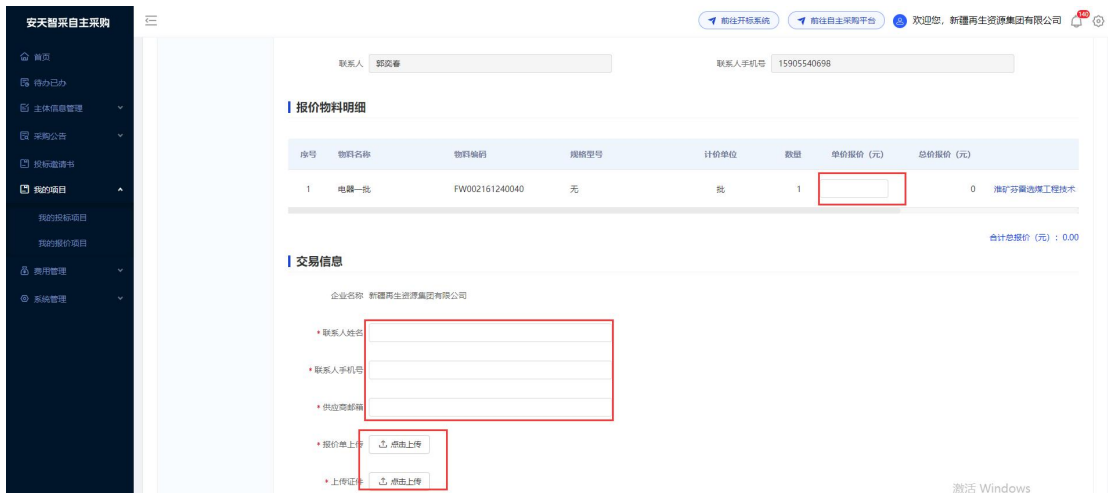 安天智采自主采购
前往开标系统
前往自主采购平台
欢迎您，新疆再生资源集团有限公司
140
首页
待办已办
主体信息管理
采购公告
投标邀请书
我的项目
我的投标项目
我的报价项目
费用管理
系统管理
联系人 郭奕春
联系人手机号 15905540698
报价物料明细
序号 物料名称 物料编码 规格型号 计价单位 数量 单价报价（元） 总价报价（元）
1 电器一批 FW002161240040 无 批 1 0 淮矿芬雷选煤工程技术
合计总报价（元）：0.00
交易信息
企业名称 新疆再生资源集团有限公司
* 联系人姓名
* 联系人手机号
* 供应商邮箱
* 报价单上传 点击上传
* 上传证件 点击上传
激活 Windows